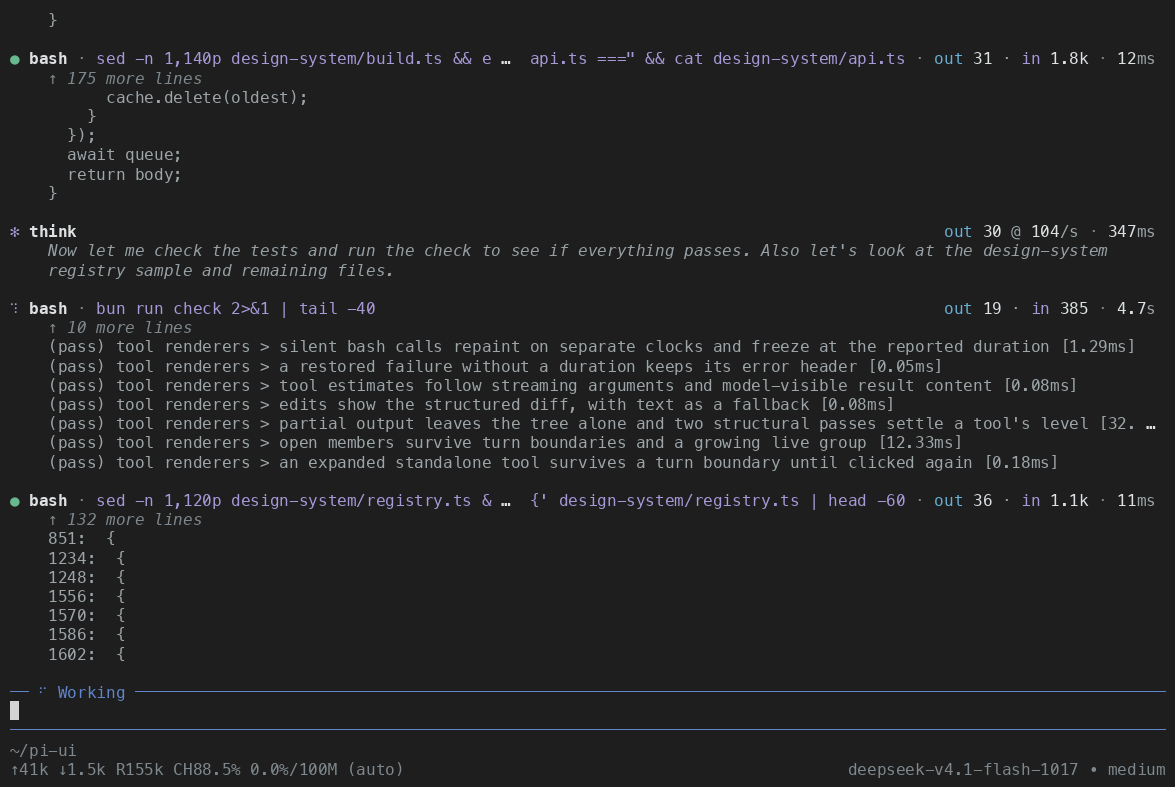 }
● bash · sed -n 1,140p design-system/build.ts && e … api.ts ===" && cat design-system/api.ts · out 31 · in 1.8k · 12ms
↑ 175 more lines
cache.delete(oldest);
}
});
await queue;
return body;
}
✻ think out 30 @ 104/s · 347ms
Now let me check the tests and run the check to see if everything passes. Also let's look at the design-system
registry sample and remaining files.
bash · bun run check 2>&1 | tail -40 out 19 · in 385 · 4.7s
↑ 10 more lines
(pass) tool renderers > silent bash calls repaint on separate clocks and freeze at the reported duration [1.29ms]
(pass) tool renderers > a restored failure without a duration keeps its error header [0.05ms]
(pass) tool renderers > tool estimates follow streaming arguments and model-visible result content [0.08ms]
(pass) tool renderers > edits show the structured diff, with text as a fallback [0.08ms]
(pass) tool renderers > partial output leaves the tree alone and two structural passes settle a tool's level [32. …
(pass) tool renderers > open members survive turn boundaries and a growing live group [12.33ms]
(pass) tool renderers > an expanded standalone tool survives a turn boundary until clicked again [0.18ms]
● bash · sed -n 1,120p design-system/registry.ts & … {' design-system/registry.ts | head -60 · out 36 · in 1.1k · 11ms
↑ 132 more lines
851: {
1234: {
1248: {
1556: {
1570: {
1586: {
1602: {
Working
~/pi-ui
↑41k ↓1.5k R155k CH88.5% 0.0%/100M (auto) deepseek-v4.1-flash-1017 • medium